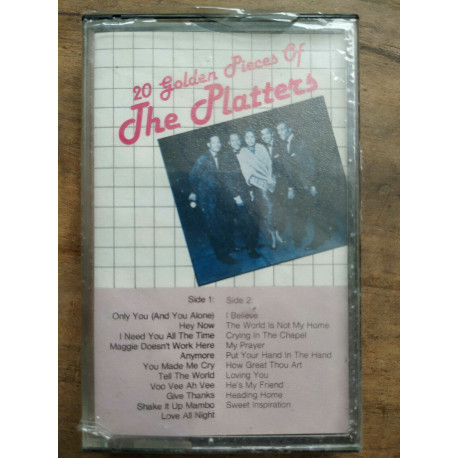 20 Golden Pieces Of
The Platters
Side 1:
Only You (And You Alone)
Hey Now
I Need You All The Time
Maggie Doesn't Work Here
Anymore
You Made Me Cry
Tell The World
Voo Vee Ah Vee
Give Thanks
Shake It Up Mambo
Love All Night
Side 2:
I Believe
The World Is Not My Home
Crying In The Chapel
My Prayer
Put Your Hand In The Hand
How Greet Thou Art
Loving You
He's My Friend
Heading Home
Sweet Inspiration